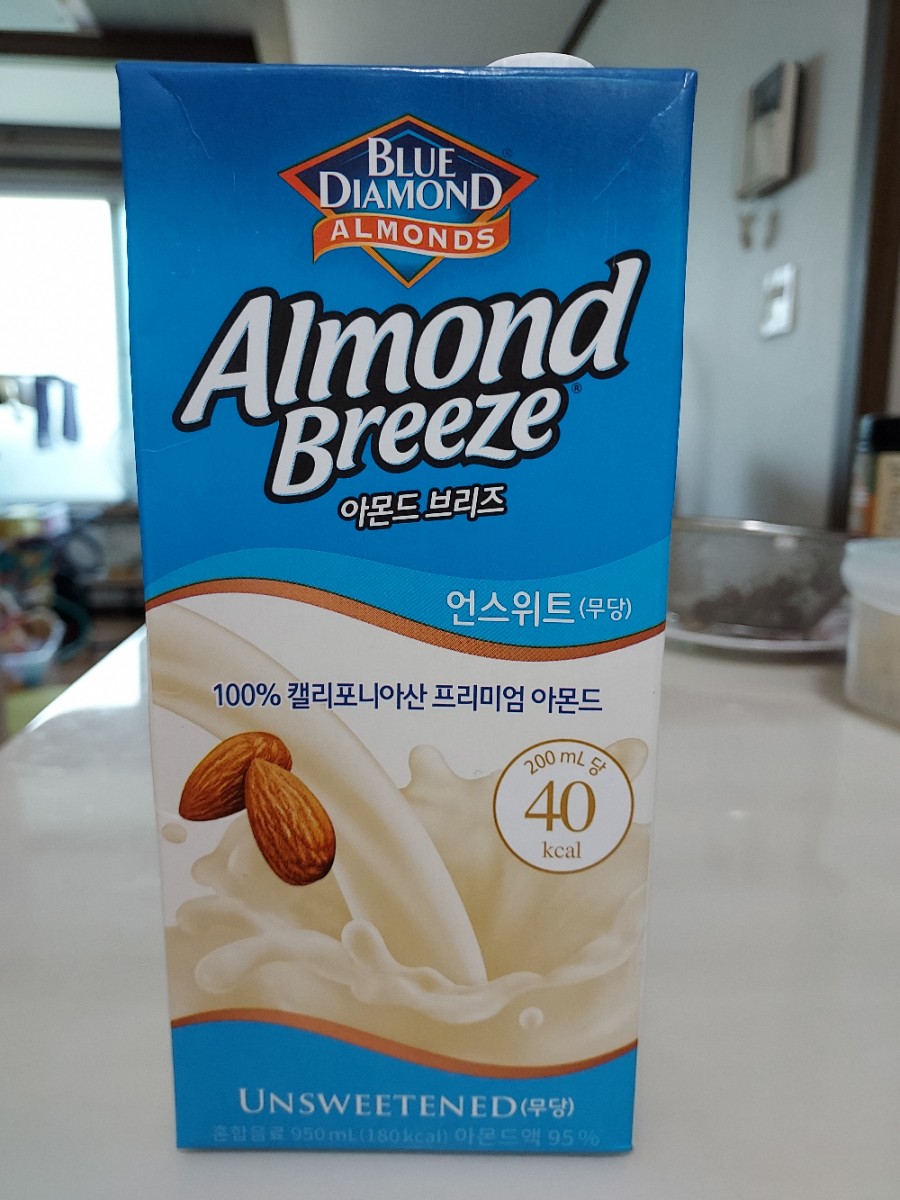 BLUE
DIAMOND
ALMONDS
Almond
Breeze
아몬드 브리즈
언스위트 (무당)
100% 캘리포니아산 프리미엄 아몬드
200 mL 당
40
kcal
UNSWEETENED (무당)
혼합음료 950 mL (180 kcal) 아몬드액 95%